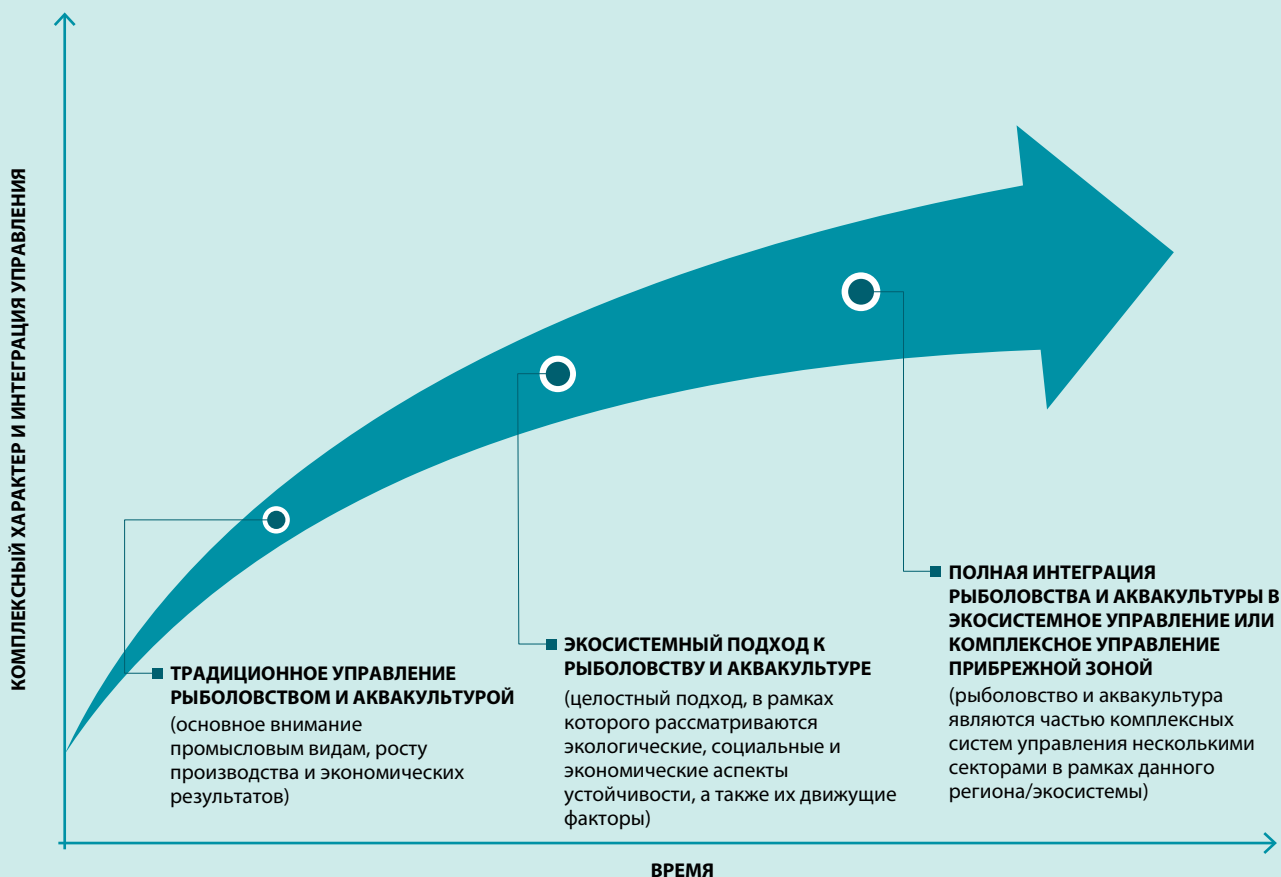 КОМПЛЕКСНЫЙ ХАРАКТЕР И ИНТЕГРАЦИЯ УПРАВЛЕНИЯ
ТРАДИЦИОННОЕ УПРАВЛЕНИЕ
РЫБОЛОВСТВОМ И АКВАКУЛЬТУРОЙ
(основное внимание
промысловым видам, росту
производства и экономических
результатов)
ЭКОСИСТЕМНЫЙ ПОДХОД К
РЫБОЛОВСТВУ И АКВАКУЛЬТУРЕ
(целостный подход, в рамках
которого рассматриваются
экологические, социальные и
экономические аспекты
устойчивости, а также их движущие
факторы)
ПОЛНАЯ ИНТЕГРАЦИЯ
РЫБОЛОВСТВА И АКВАКУЛЬТУРЫ В
ЭКОСИСТЕМНОЕ УПРАВЛЕНИЕ ИЛИ
КОМПЛЕКСНОЕ УПРАВЛЕНИЕ
ПРИБРЕЖНОЙ ЗОНОЙ
(рыболовство и аквакультура
являются частью комплексных
систем управления несколькими
секторами в рамках данного
региона/экосистемы)
ВРЕМЯ